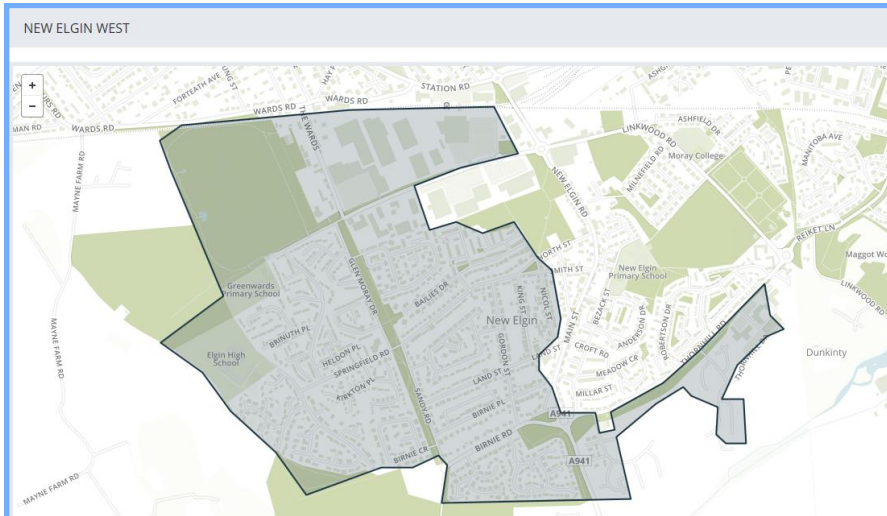 NEW ELGIN WEST
+
−
FORTEATH AVE
STATION RD
WARDS RD
WARDS RD
WARDS RD
MAN RD
THE WARDS
ASHFIELD DR
LINKWOOD RD
Moray College
MANITOBA AVE
MILNEFIELD RD
NEW ELGIN RD
MAYNE FARM RD
REIKET LN
Maggot Wo
NORTH ST
SMITH ST
New Elgin
Primary School
GLEN MORAY DR
Greenwards
Primary School
BAILIES DR
KING ST
NICOL ST
BEZACK ST
MAIN ST
LINKWOOD RD
New Elgin
ANDERSON DR
ROBERTSON DR
THORNHILL RD
MAYNE FARM RD
BRINUTH PL
Elgin High
School
HELDON PL
SPRINGFIELD RD
GORDON ST
LAND ST
CROFT RD
MEADOW CR
THORNHILL DR
Dunkinty
KIRKTON PL
LAND ST
MILLAR ST
SANDY RD
BIRNIE PL
A941
BIRNIE RD
BIRNIE CR
A941
MAYNE FARM RD